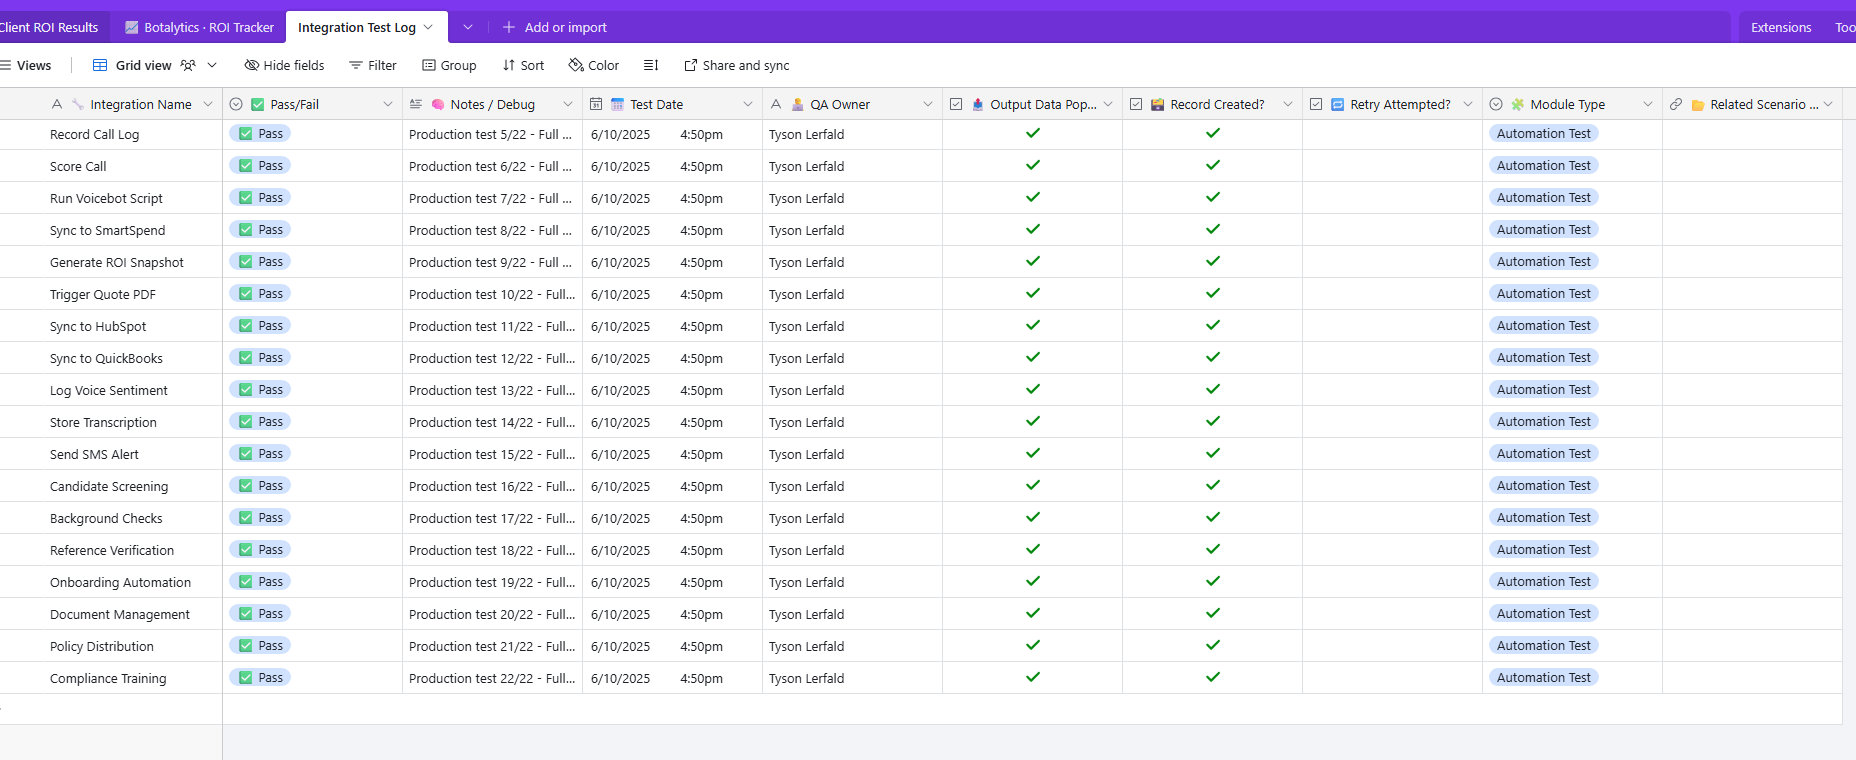 Client ROI Results Botalytics · ROI Tracker Integration Test Log Add or import Extensions Too
Views Grid view Hide fields Filter Group Sort Color Share and sync
Integration Name Pass/Fail Notes / Debug Test Date QA Owner Output Data Pop... Record Created? Retry Attempted? Module Type Related Scenario ...
Record Call Log Pass Production test 5/22 - Full ... 6/10/2025 4:50pm Tyson Lerfald Automation Test
Score Call Pass Production test 6/22 - Full ... 6/10/2025 4:50pm Tyson Lerfald Automation Test
Run Voicebot Script Pass Production test 7/22 - Full ... 6/10/2025 4:50pm Tyson Lerfald Automation Test
Sync to SmartSpend Pass Production test 8/22 - Full ... 6/10/2025 4:50pm Tyson Lerfald Automation Test
Generate ROI Snapshot Pass Production test 9/22 - Full ... 6/10/2025 4:50pm Tyson Lerfald Automation Test
Trigger Quote PDF Pass Production test 10/22 - Full... 6/10/2025 4:50pm Tyson Lerfald Automation Test
Sync to HubSpot Pass Production test 11/22 - Full... 6/10/2025 4:50pm Tyson Lerfald Automation Test
Sync to QuickBooks Pass Production test 12/22 - Full... 6/10/2025 4:50pm Tyson Lerfald Automation Test
Log Voice Sentiment Pass Production test 13/22 - Full... 6/10/2025 4:50pm Tyson Lerfald Automation Test
Store Transcription Pass Production test 14/22 - Full... 6/10/2025 4:50pm Tyson Lerfald Automation Test
Send SMS Alert Pass Production test 15/22 - Full... 6/10/2025 4:50pm Tyson Lerfald Automation Test
Candidate Screening Pass Production test 16/22 - Full... 6/10/2025 4:50pm Tyson Lerfald Automation Test
Background Checks Pass Production test 17/22 - Full... 6/10/2025 4:50pm Tyson Lerfald Automation Test
Reference Verification Pass Production test 18/22 - Full... 6/10/2025 4:50pm Tyson Lerfald Automation Test
Onboarding Automation Pass Production test 19/22 - Full... 6/10/2025 4:50pm Tyson Lerfald Automation Test
Document Management Pass Production test 20/22 - Full... 6/10/2025 4:50pm Tyson Lerfald Automation Test
Policy Distribution Pass Production test 21/22 - Full... 6/10/2025 4:50pm Tyson Lerfald Automation Test
Compliance Training Pass Production test 22/22 - Full... 6/10/2025 4:50pm Tyson Lerfald Automation Test